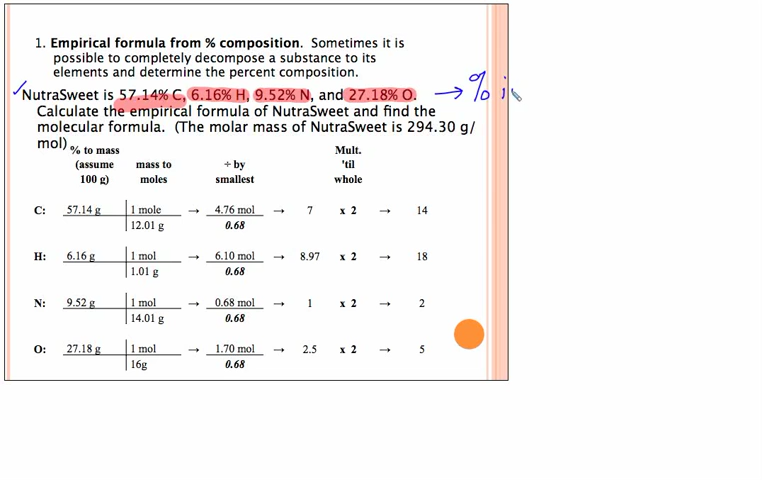 1. Empirical formula from % composition. Sometimes it is
possible to completely decompose a substance to its
elements and determine the percent composition.
NutraSweet is 57.14% C, 6.16% H, 9.52% N, and 27.18% O. → % i
Calculate the empirical formula of NutraSweet and find the
molecular formula. (The molar mass of NutraSweet is 294.30 g/
mol)
% to mass Mult.
(assume mass to ÷ by 'til
100 g) moles smallest whole
C: 57.14 g 1 mole → 4.76 mol → 7 x 2 → 14
12.01 g 0.68
H: 6.16 g 1 mol → 6.10 mol → 8.97 x 2 → 18
1.01 g 0.68
N: 9.52 g 1 mol → 0.68 mol → 1 x 2 → 2
14.01 g 0.68
O: 27.18 g 1 mol → 1.70 mol → 2.5 x 2 → 5
16g 0.68